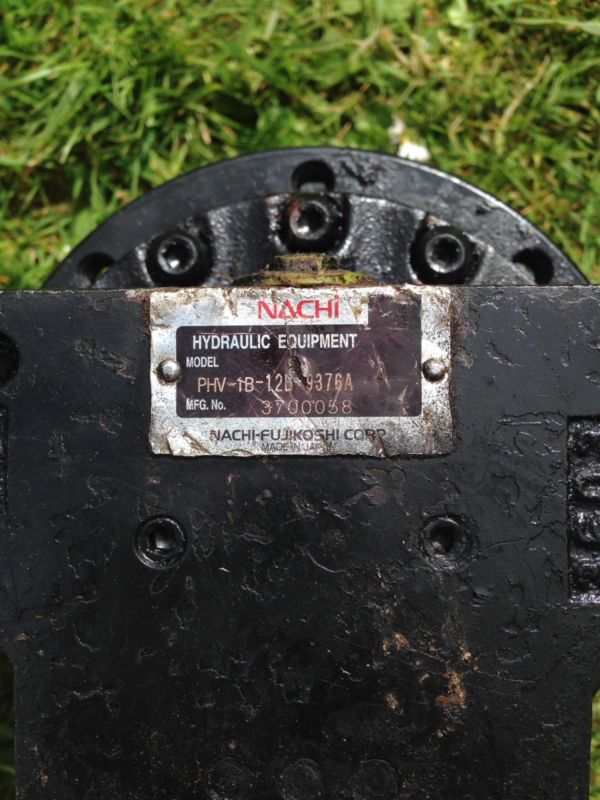 NACHi
HYDRAULIC EQUIPMENT
MODEL
PHV-1B-12B-9376A
MFG. No. 3700058
NACHI-FUJIKOSHI CORP.
MADE IN JAPAN